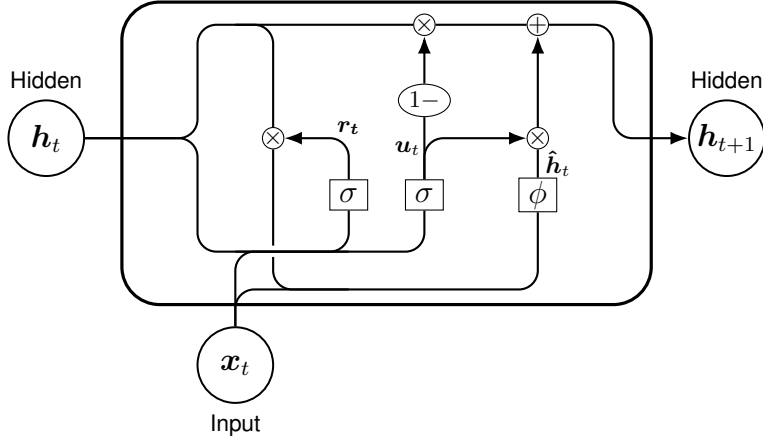 × +
Hidden
Hidden
1−
h_t
× r_t u_t ×
h_{t+1}
ĥ_t
σ σ ϕ
x_t
Input